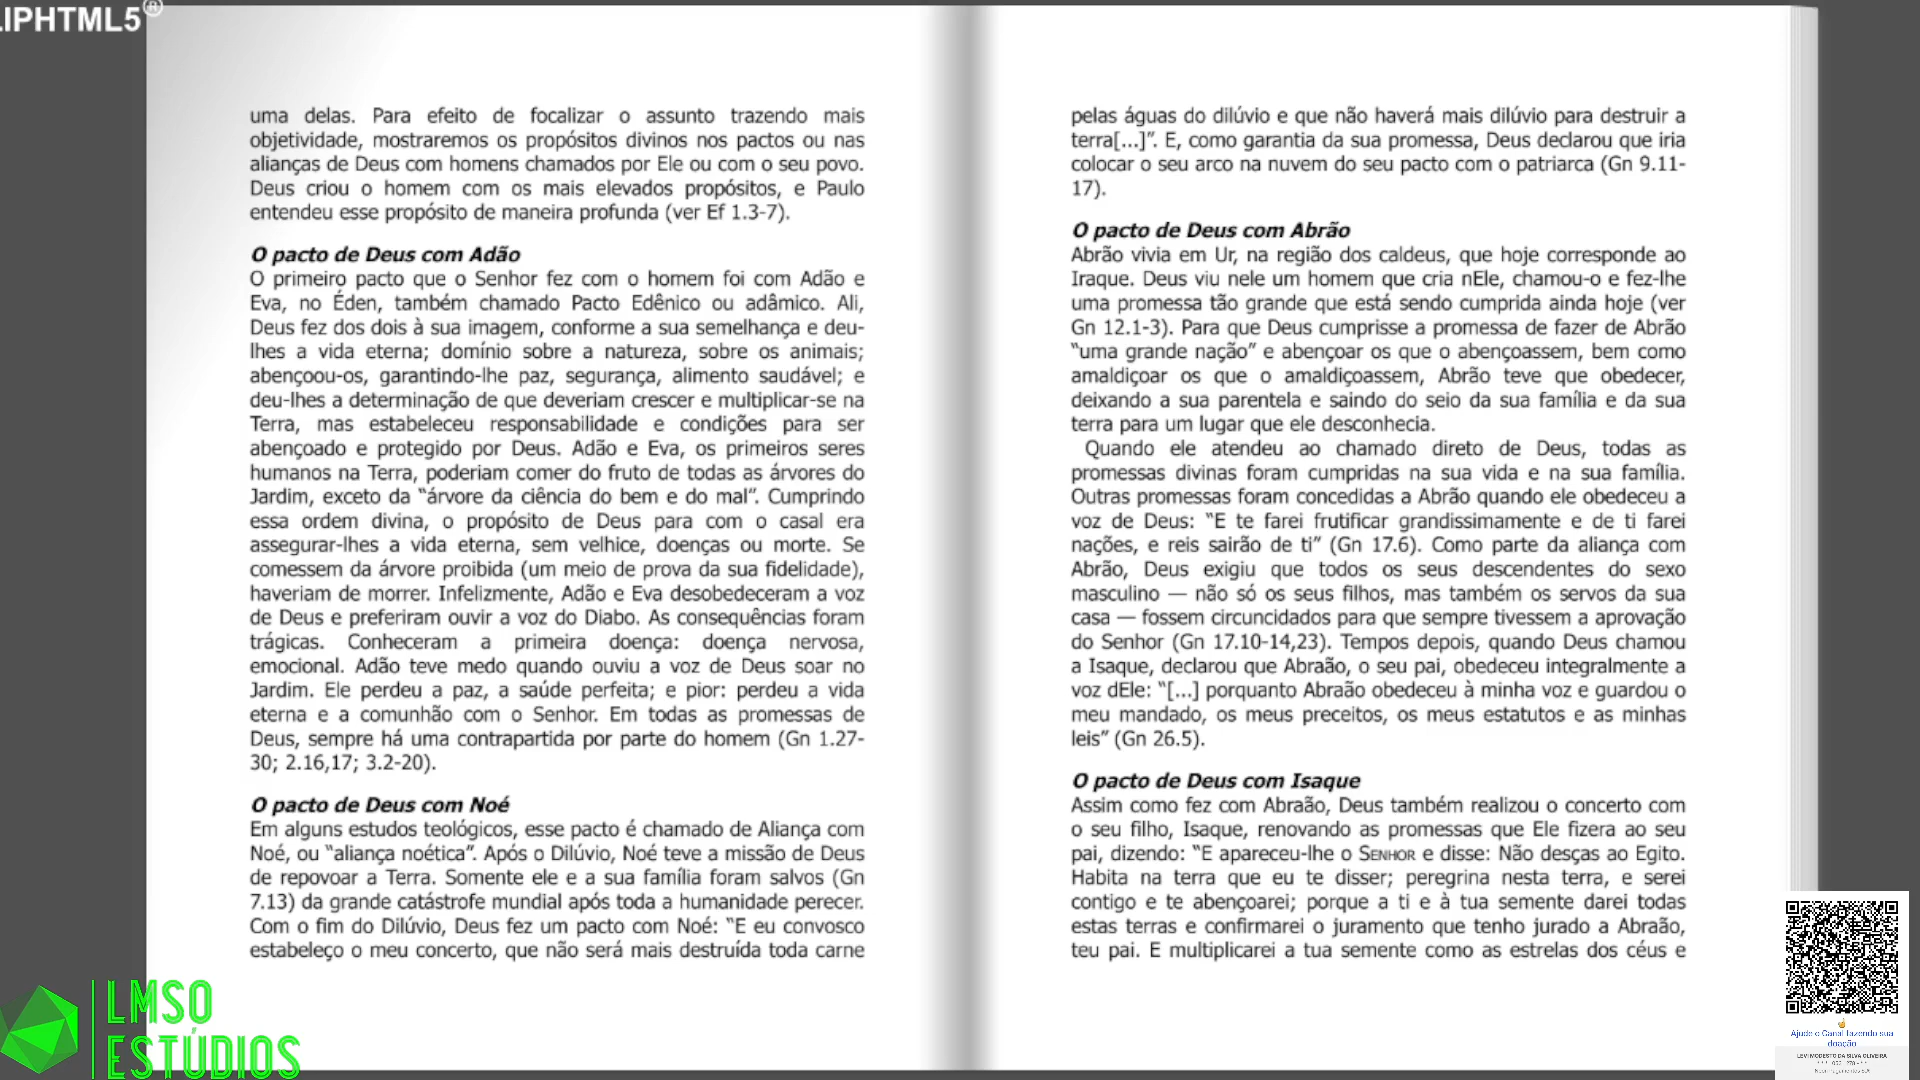 .IPHTML5®
uma delas. Para efeito de focalizar o assunto trazendo mais
objetividade, mostraremos os propósitos divinos nos pactos ou nas
alianças de Deus com homens chamados por Ele ou com o seu povo.
Deus criou o homem com os mais elevados propósitos, e Paulo
entendeu esse propósito de maneira profunda (ver Ef 1.3-7).
O pacto de Deus com Adão
O primeiro pacto que o Senhor fez com o homem foi com Adão e
Eva, no Éden, também chamado Pacto Edênico ou adâmico. Ali,
Deus fez dos dois à sua imagem, conforme a sua semelhança e deu-
lhes a vida eterna; domínio sobre a natureza, sobre os animais;
abençoou-os, garantindo-lhe paz, segurança, alimento saudável; e
deu-lhes a determinação de que deveriam crescer e multiplicar-se na
Terra, mas estabeleceu responsabilidade e condições para ser
abençoado e protegido por Deus. Adão e Eva, os primeiros seres
humanos na Terra, poderiam comer do fruto de todas as árvores do
Jardim, exceto da “árvore da ciência do bem e do mal”. Cumprindo
essa ordem divina, o propósito de Deus para com o casal era
assegurar-lhes a vida eterna, sem velhice, doenças ou morte. Se
comessem da árvore proibida (um meio de prova da sua fidelidade),
haveriam de morrer. Infelizmente, Adão e Eva desobedeceram a voz
de Deus e preferiram ouvir a voz do Diabo. As consequências foram
trágicas. Conheceram a primeira doença: doença nervosa,
emocional. Adão teve medo quando ouviu a voz de Deus soar no
Jardim. Ele perdeu a paz, a saúde perfeita; e pior: perdeu a vida
eterna e a comunhão com o Senhor. Em todas as promessas de
Deus, sempre há uma contrapartida por parte do homem (Gn 1.27-
30; 2.16,17; 3.2-20).
O pacto de Deus com Noé
Em alguns estudos teológicos, esse pacto é chamado de Aliança com
Noé, ou “aliança noética”. Após o Dilúvio, Noé teve a missão de Deus
de repovoar a Terra. Somente ele e a sua família foram salvos (Gn
7.13) da grande catástrofe mundial após toda a humanidade perecer.
Com o fim do Dilúvio, Deus fez um pacto com Noé: “E eu convosco
estabeleço o meu concerto, que não será mais destruída toda carne
pelas águas do dilúvio e que não haverá mais dilúvio para destruir a
terra[...]”. E, como garantia da sua promessa, Deus declarou que iria
colocar o seu arco na nuvem do seu pacto com o patriarca (Gn 9.11-
17).
O pacto de Deus com Abrão
Abrão vivia em Ur, na região dos caldeus, que hoje corresponde ao
Iraque. Deus viu nele um homem que cria nEle, chamou-o e fez-lhe
uma promessa tão grande que está sendo cumprida ainda hoje (ver
Gn 12.1-3). Para que Deus cumprisse a promessa de fazer de Abrão
“uma grande nação” e abençoar os que o abençoassem, bem como
amaldiçoar os que o amaldiçoassem, Abrão teve que obedecer,
deixando a sua parentela e saindo do seio da sua família e da sua
terra para um lugar que ele desconhecia.
Quando ele atendeu ao chamado direto de Deus, todas as
promessas divinas foram cumpridas na sua vida e na sua família.
Outras promessas foram concedidas a Abrão quando ele obedeceu a
voz de Deus: “E te farei frutificar grandissimamente e de ti farei
nações, e reis sairão de ti” (Gn 17.6). Como parte da aliança com
Abrão, Deus exigiu que todos os seus descendentes do sexo
masculino — não só os seus filhos, mas também os servos da sua
casa — fossem circuncidados para que sempre tivessem a aprovação
do Senhor (Gn 17.10-14,23). Tempos depois, quando Deus chamou
a Isaque, declarou que Abraão, o seu pai, obedeceu integralmente a
voz dEle: “[...] porquanto Abraão obedeceu à minha voz e guardou o
meu mandado, os meus preceitos, os meus estatutos e as minhas
leis” (Gn 26.5).
O pacto de Deus com Isaque
Assim como fez com Abraão, Deus também realizou o concerto com
o seu filho, Isaque, renovando as promessas que Ele fizera ao seu
pai, dizendo: “E apareceu-lhe o SENHOR e disse: Não desças ao Egito.
Habita na terra que eu te disser; peregrina nesta terra, e serei
contigo e te abençoarei; porque a ti e à tua semente darei todas
estas terras e confirmarei o juramento que tenho jurado a Abraão,
teu pai. E multiplicarei a tua semente como as estrelas dos céus e
LMSO
ESTÚDIOS
Ajude o Canal fazendo sua
doação
LEVI MODESTO DA SILVA OLIVEIRA